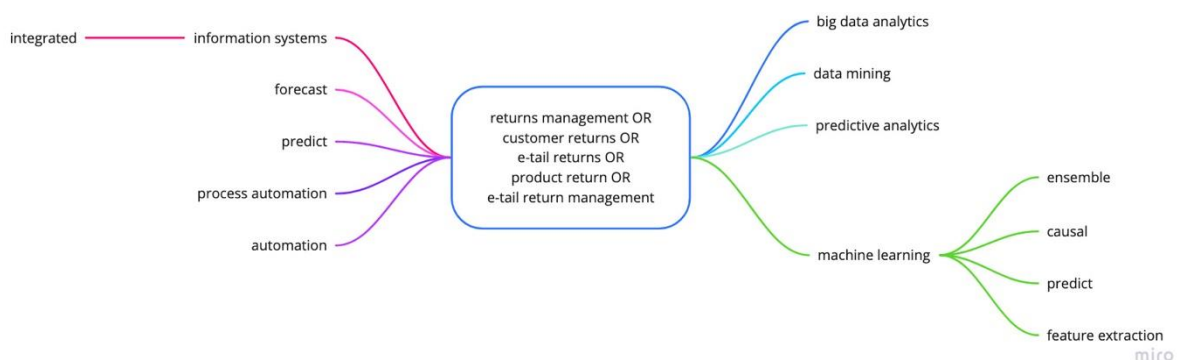 integrated
information systems
forecast
predict
process automation
automation
returns management OR
customer returns OR
e-tail returns OR
product return OR
e-tail return management
big data analytics
data mining
predictive analytics
machine learning
ensemble
causal
predict
feature extraction
miro